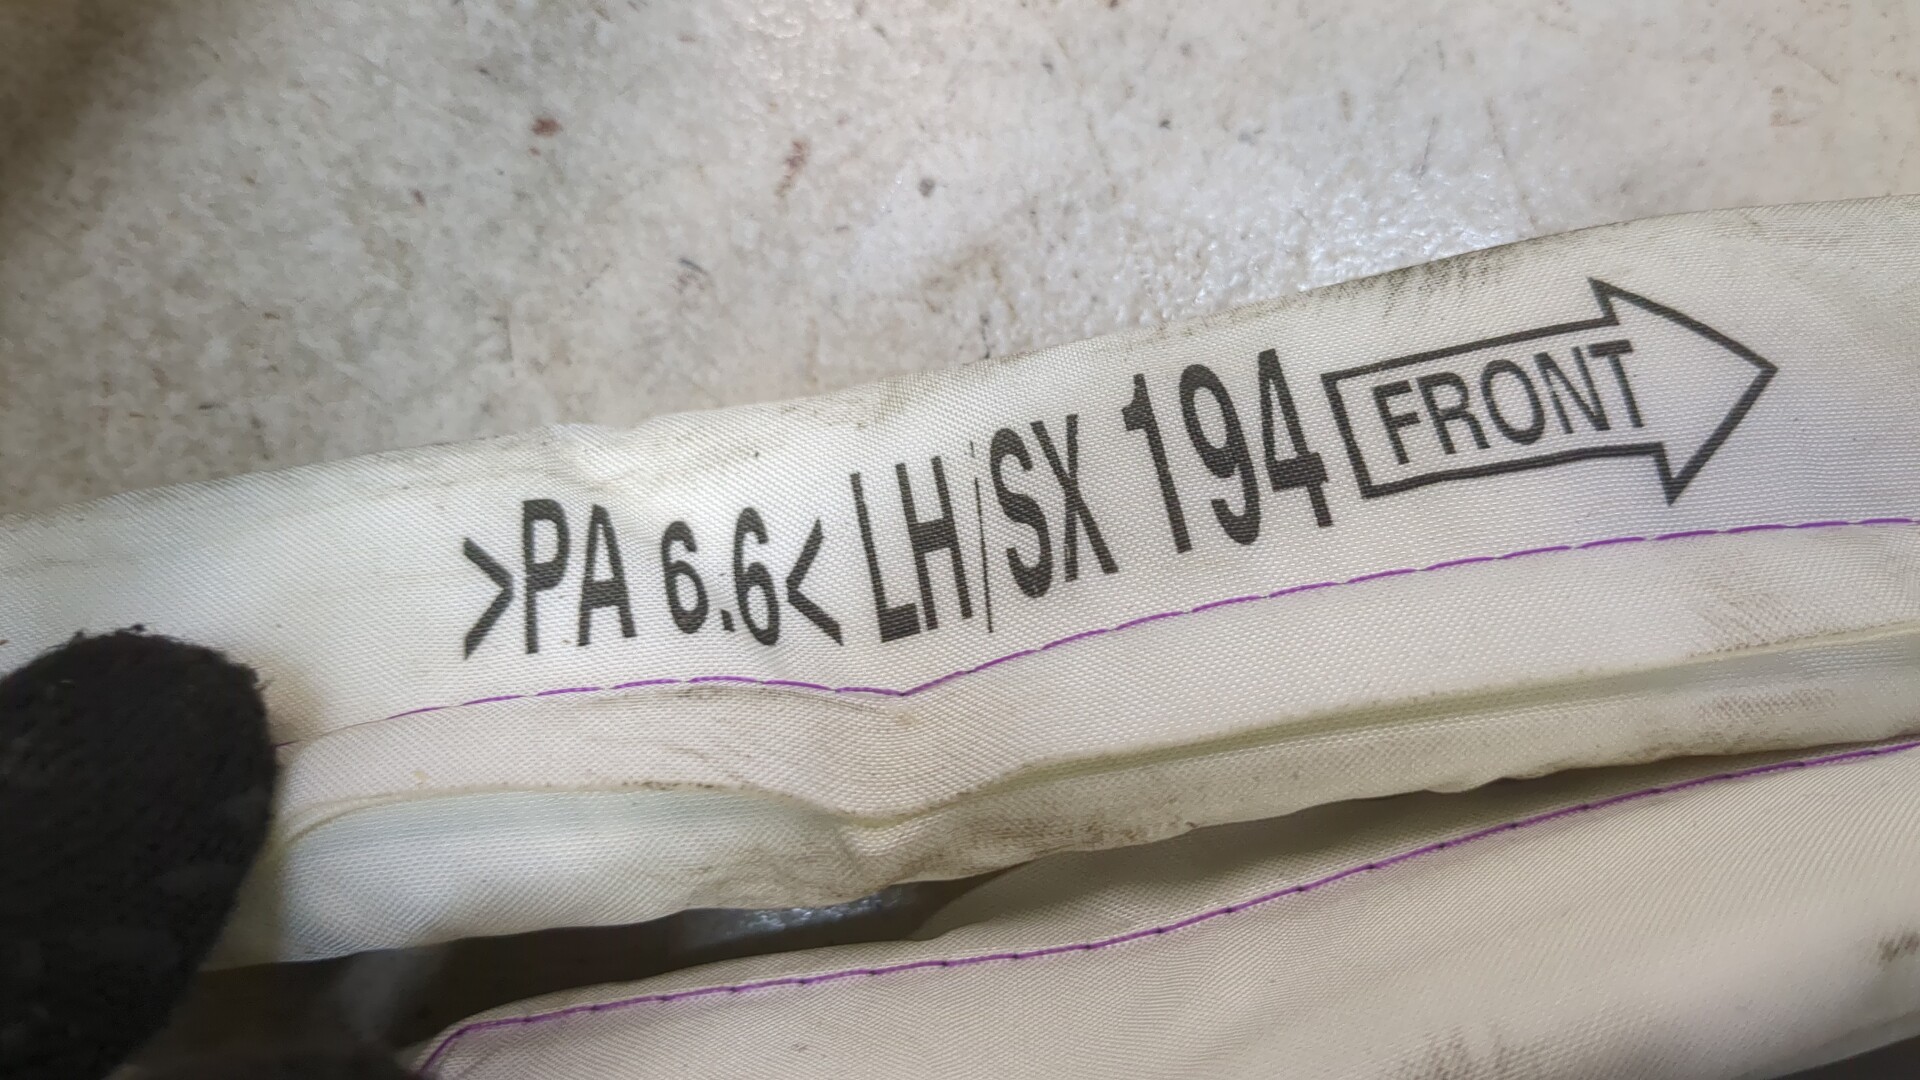 >PA 6.6< LH/SX 194 FRONT